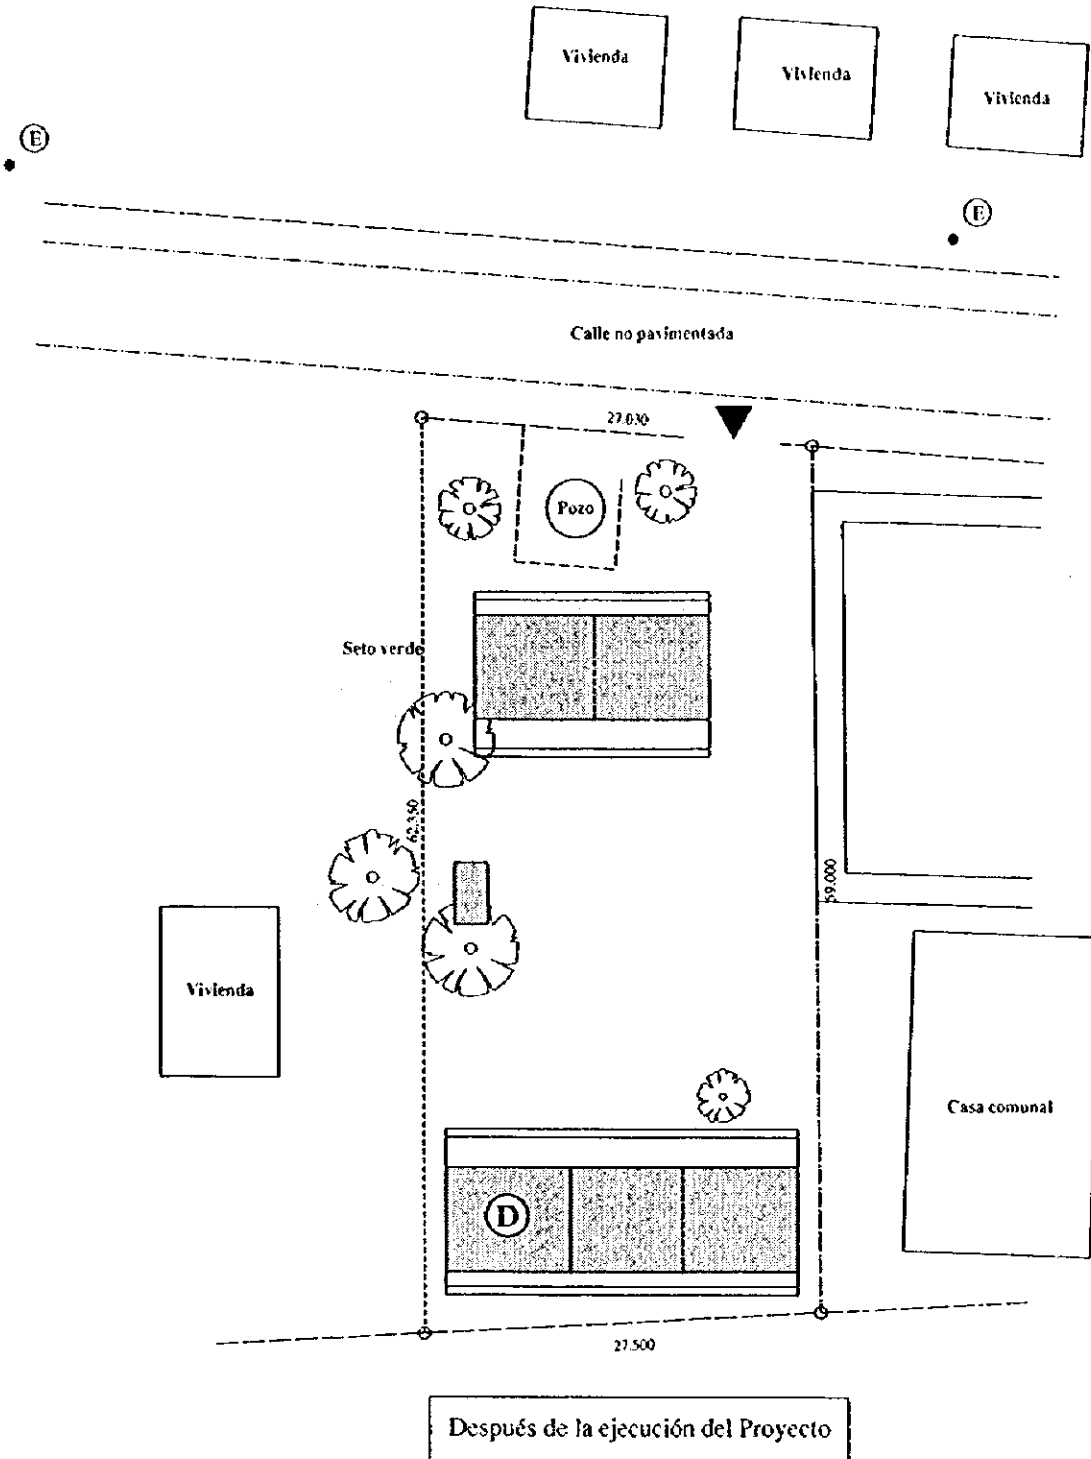 Vivienda
Vivienda
Vivienda
E
E
Calle no pavimentada
27.030
Pozo
Seto verde
62.350
59.000
Vivienda
Casa comunal
D
27.500
Después de la ejecución del Proyecto